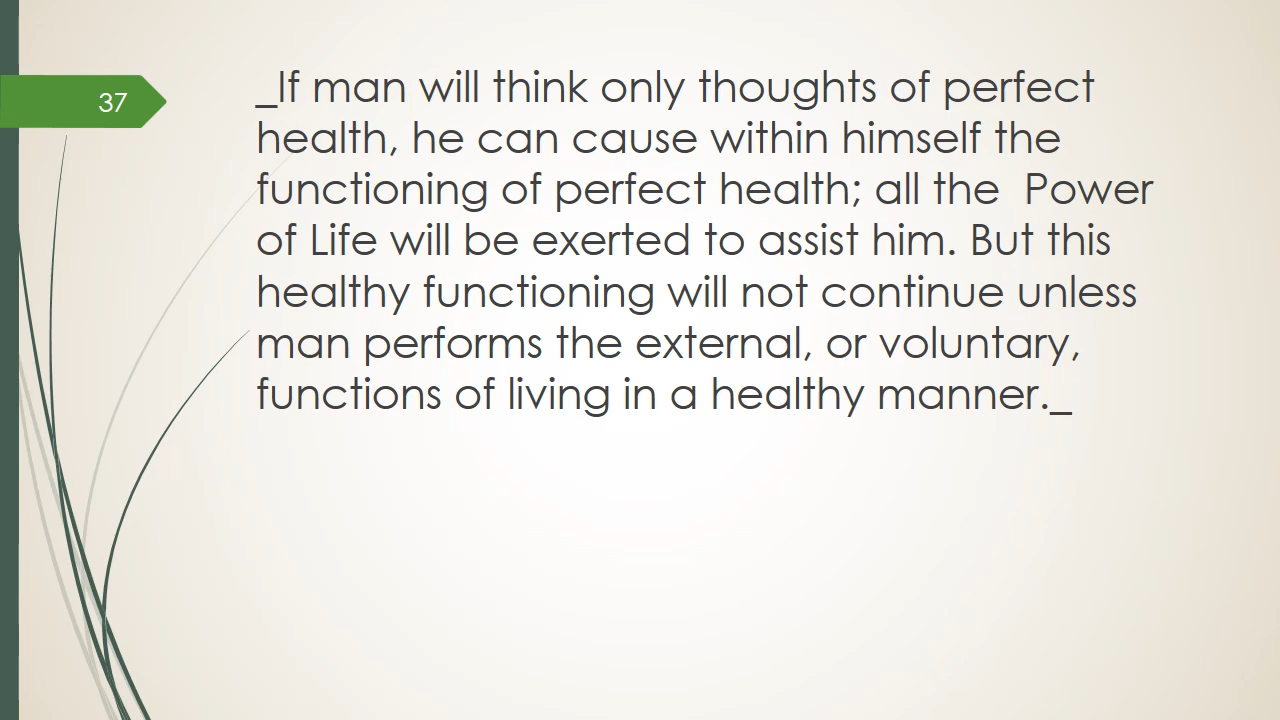 37
_If man will think only thoughts of perfect
health, he can cause within himself the
functioning of perfect health; all the  Power
of Life will be exerted to assist him. But this
healthy functioning will not continue unless
man performs the external, or voluntary,
functions of living in a healthy manner._